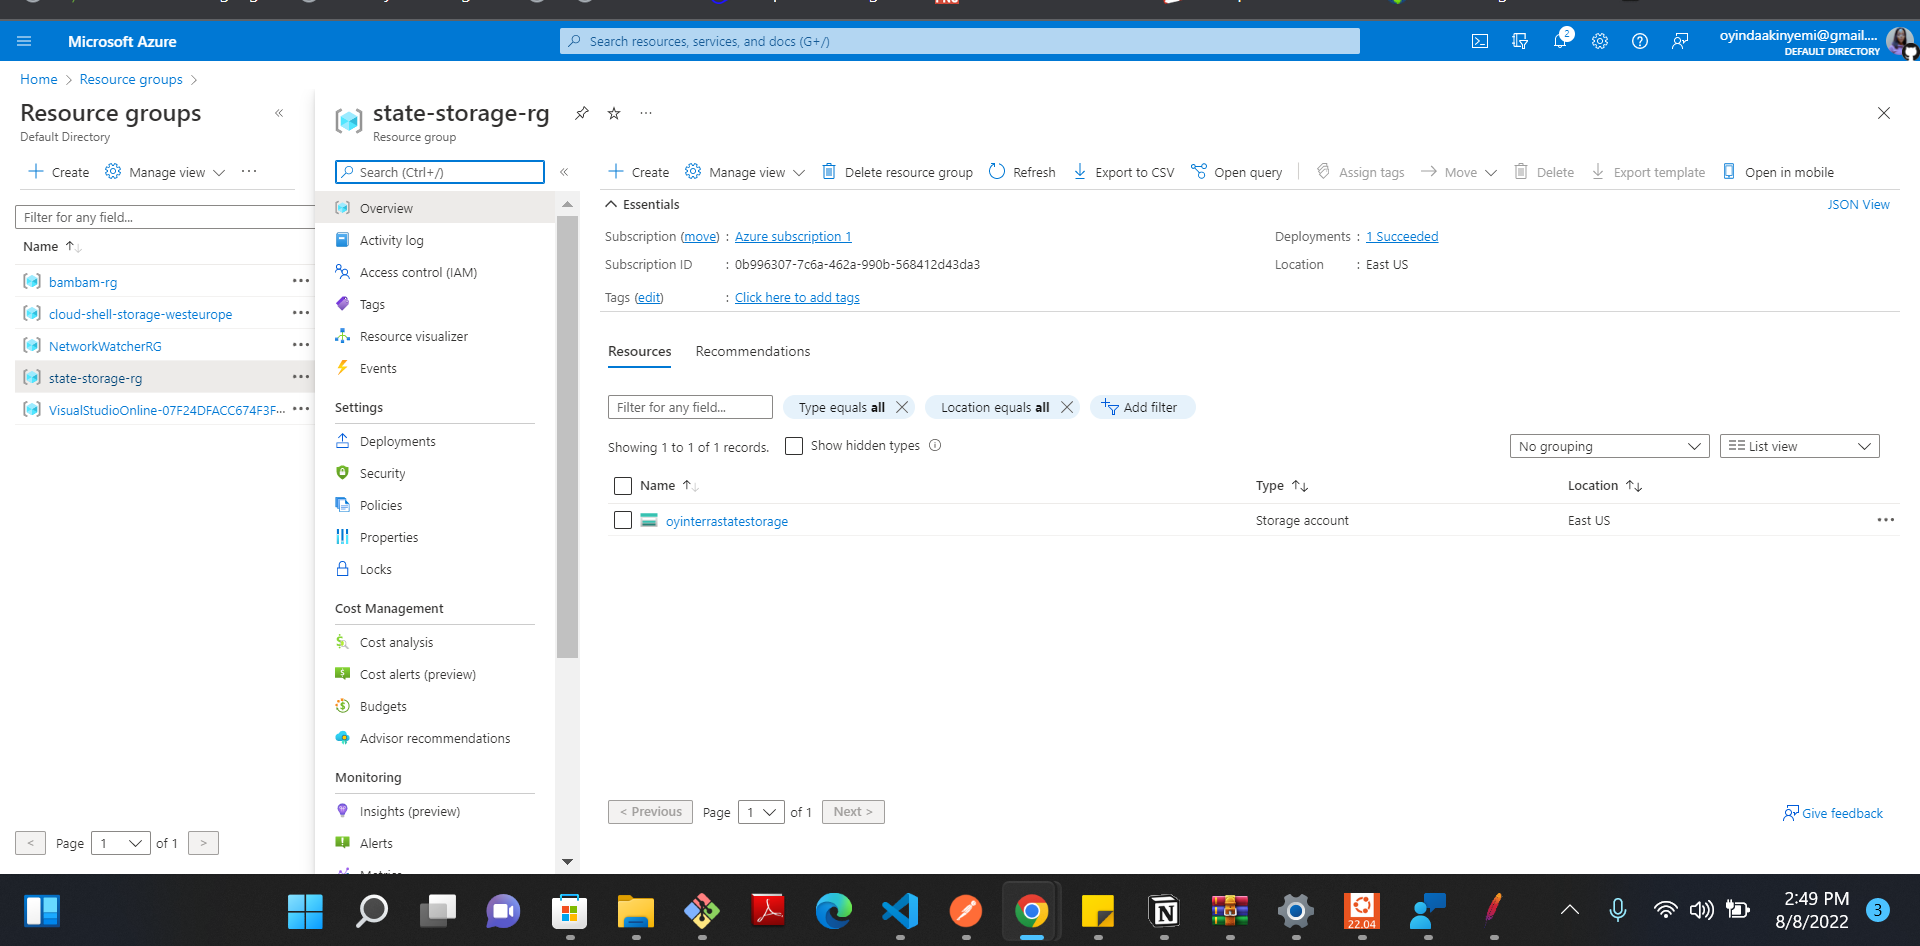 Microsoft Azure
Search resources, services, and docs (G+/)
2
oyindaakinyemi@gmail....
DEFAULT DIRECTORY
Home > Resource groups >
Resource groups
Default Directory
Create
Manage view
Filter for any field...
Name
bambam-rg
cloud-shell-storage-westeurope
NetworkWatcherRG
state-storage-rg
VisualStudioOnline-07F24DFACC674F3F...
< Page 1 of 1 >
state-storage-rg
Resource group
Search (Ctrl+/)
Overview
Activity log
Access control (IAM)
Tags
Resource visualizer
Events
Settings
Deployments
Security
Policies
Properties
Locks
Cost Management
Cost analysis
Cost alerts (preview)
Budgets
Advisor recommendations
Monitoring
Insights (preview)
Alerts
Create Manage view Delete resource group Refresh Export to CSV Open query Assign tags Move Delete Export template Open in mobile
Essentials
JSON View
Subscription (move) : Azure subscription 1
Deployments : 1 Succeeded
Subscription ID : 0b996307-7c6a-462a-990b-568412d43da3
Location : East US
Tags (edit) : Click here to add tags
Resources Recommendations
Filter for any field... Type equals all Location equals all Add filter
Showing 1 to 1 of 1 records. Show hidden types
No grouping List view
Name Type Location
oyinterrastatestorage Storage account East US
< Previous Page 1 of 1 Next >
Give feedback
22.04
2:49 PM
8/8/2022
3